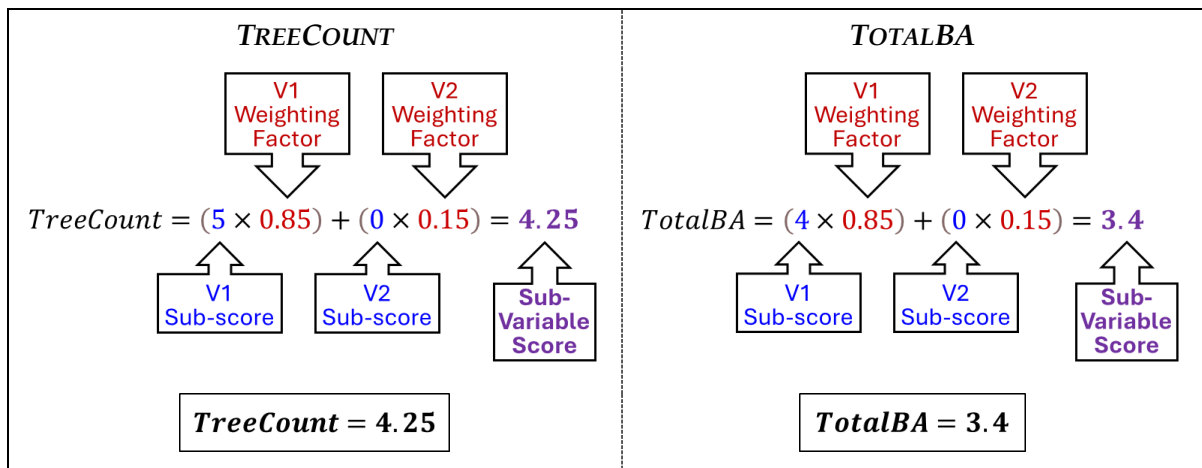 TREECOUNT
V1
Weighting
Factor
V2
Weighting
Factor
TreeCount = (5 × 0.85) + (0 × 0.15) = 4.25
V1
Sub-score
V2
Sub-score
Sub-
Variable
Score
TreeCount = 4.25
TOTALBA
V1
Weighting
Factor
V2
Weighting
Factor
TotalBA = (4 × 0.85) + (0 × 0.15) = 3.4
V1
Sub-score
V2
Sub-score
Sub-
Variable
Score
TotalBA = 3.4